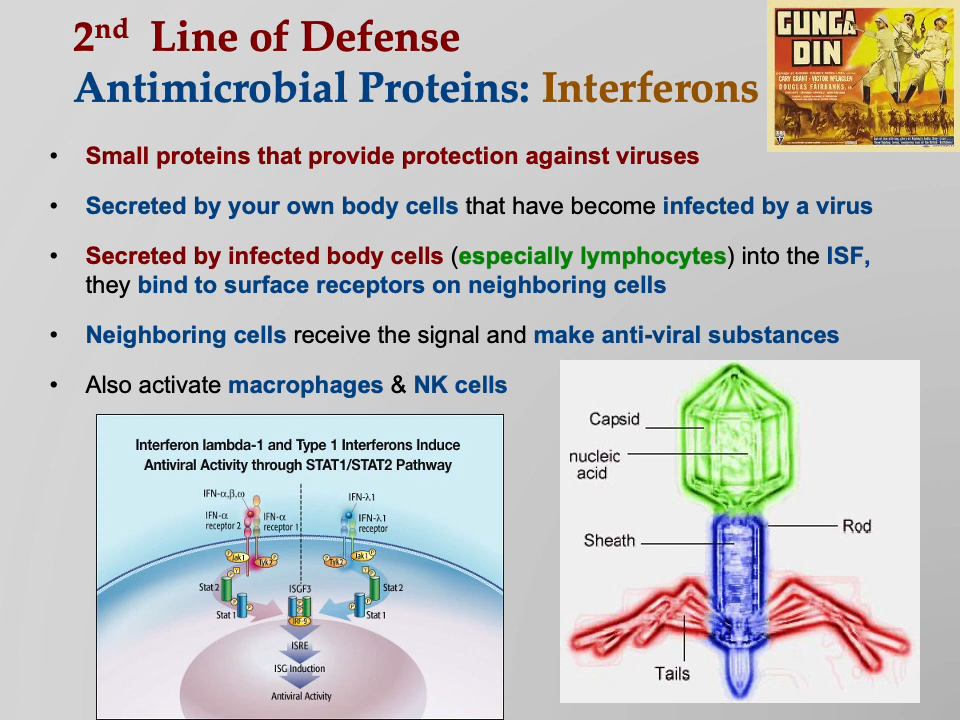 2nd Line of Defense
Antimicrobial Proteins: Interferons
GUNGA
DIN
CARY GRANT · VICTOR McLAGLEN
DOUGLAS FAIRBANKS, JR.
• Small proteins that provide protection against viruses
• Secreted by your own body cells that have become infected by a virus
• Secreted by infected body cells (especially lymphocytes) into the ISF,
they bind to surface receptors on neighboring cells
• Neighboring cells receive the signal and make anti-viral substances
• Also activate macrophages & NK cells
Interferon lambda-1 and Type 1 Interferons Induce
Antiviral Activity through STAT1/STAT2 Pathway
IFN-α,β,ω
IFN-α
receptor 2
IFN-α
receptor 1
IFN-λ1
IFN-λ1
receptor
P
Jak1
P
Tyk2
P
Tyk2
P
Jak1
Stat 2
P
P
Stat 1
ISGF3
P
P
IRF-9
Stat 2
P
P
Stat 1
ISRE
ISG Induction
Antiviral Activity
Capsid
nucleic
acid
Sheath
Rod
Tails